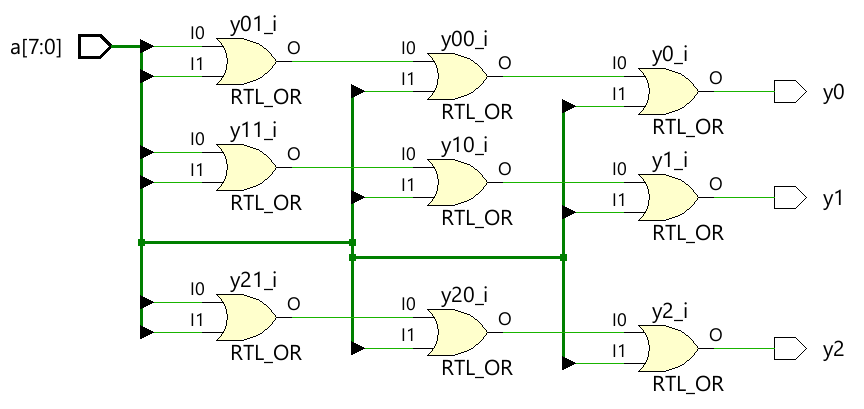 a[7:0]
y01_i
I0
I1
O
RTL_OR
y00_i
I0
I1
O
RTL_OR
y0_i
I0
I1
O
RTL_OR
y0
y11_i
I0
I1
O
RTL_OR
y10_i
I0
I1
O
RTL_OR
y1_i
I0
I1
O
RTL_OR
y1
y21_i
I0
I1
O
RTL_OR
y20_i
I0
I1
O
RTL_OR
y2_i
I0
I1
O
RTL_OR
y2